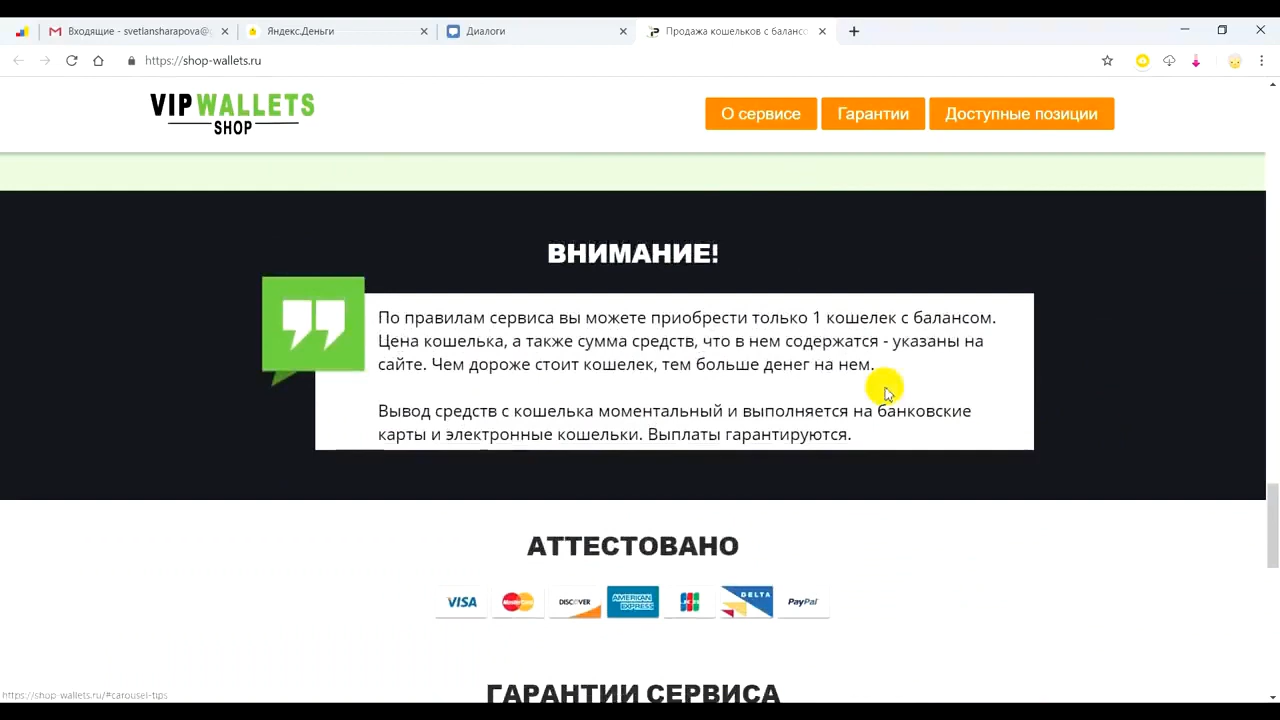 Входящие - svetlansharapova@g
Яндекс.Деньги
Диалоги
Продажа кошельков с баланс
https://shop-wallets.ru
VIPWALLETS
SHOP
О сервисе
Гарантии
Доступные позиции
ВНИМАНИЕ!
По правилам сервиса вы можете приобрести только 1 кошелек с балансом.
Цена кошелька, а также сумма средств, что в нем содержатся - указаны на
сайте. Чем дороже стоит кошелек, тем больше денег на нем.
Вывод средств с кошелька моментальный и выполняется на банковские
карты и электронные кошельки. Выплаты гарантируются.
АТТЕСТОВАНО
VISA
MasterCard
DISCOVER
AMERICAN
EXPRESS
JCB
DELTA
PayPal
ГАРАНТИИ СЕРВИСА
https://shop-wallets.ru/#carousel-tips